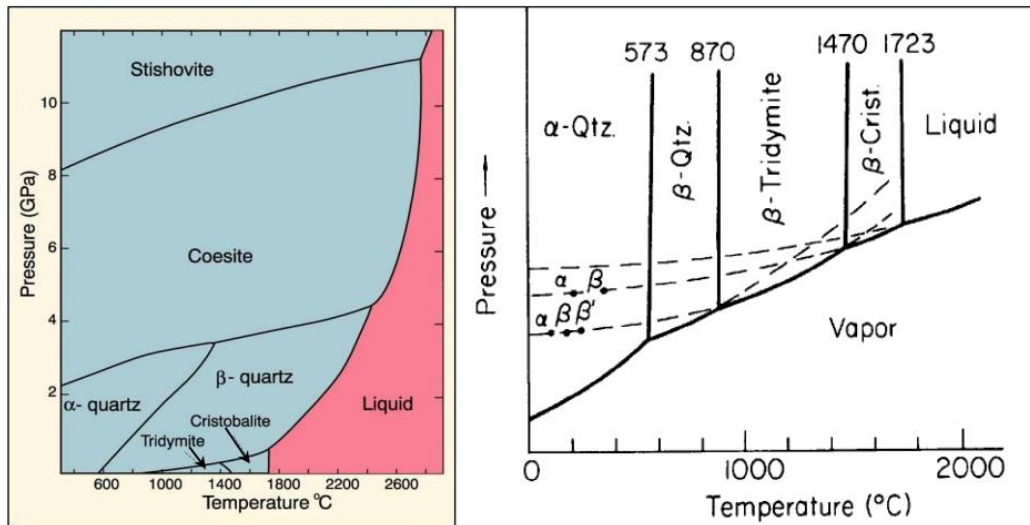 Stishovite
10
Pressure (GPa)
8
Coesite
6
4
β- quartz
2
α- quartz
Cristobalite
Tridymite
Liquid
600
1000
1400
1800
2200
2600
Temperature °C
573
870
1470
1723
α-Qtz.
β-Qtz.
β-Tridymite
β-Crist.
Liquid
Pressure
α
β
α
β
β'
Vapor
0
1000
2000
Temperature (°C)